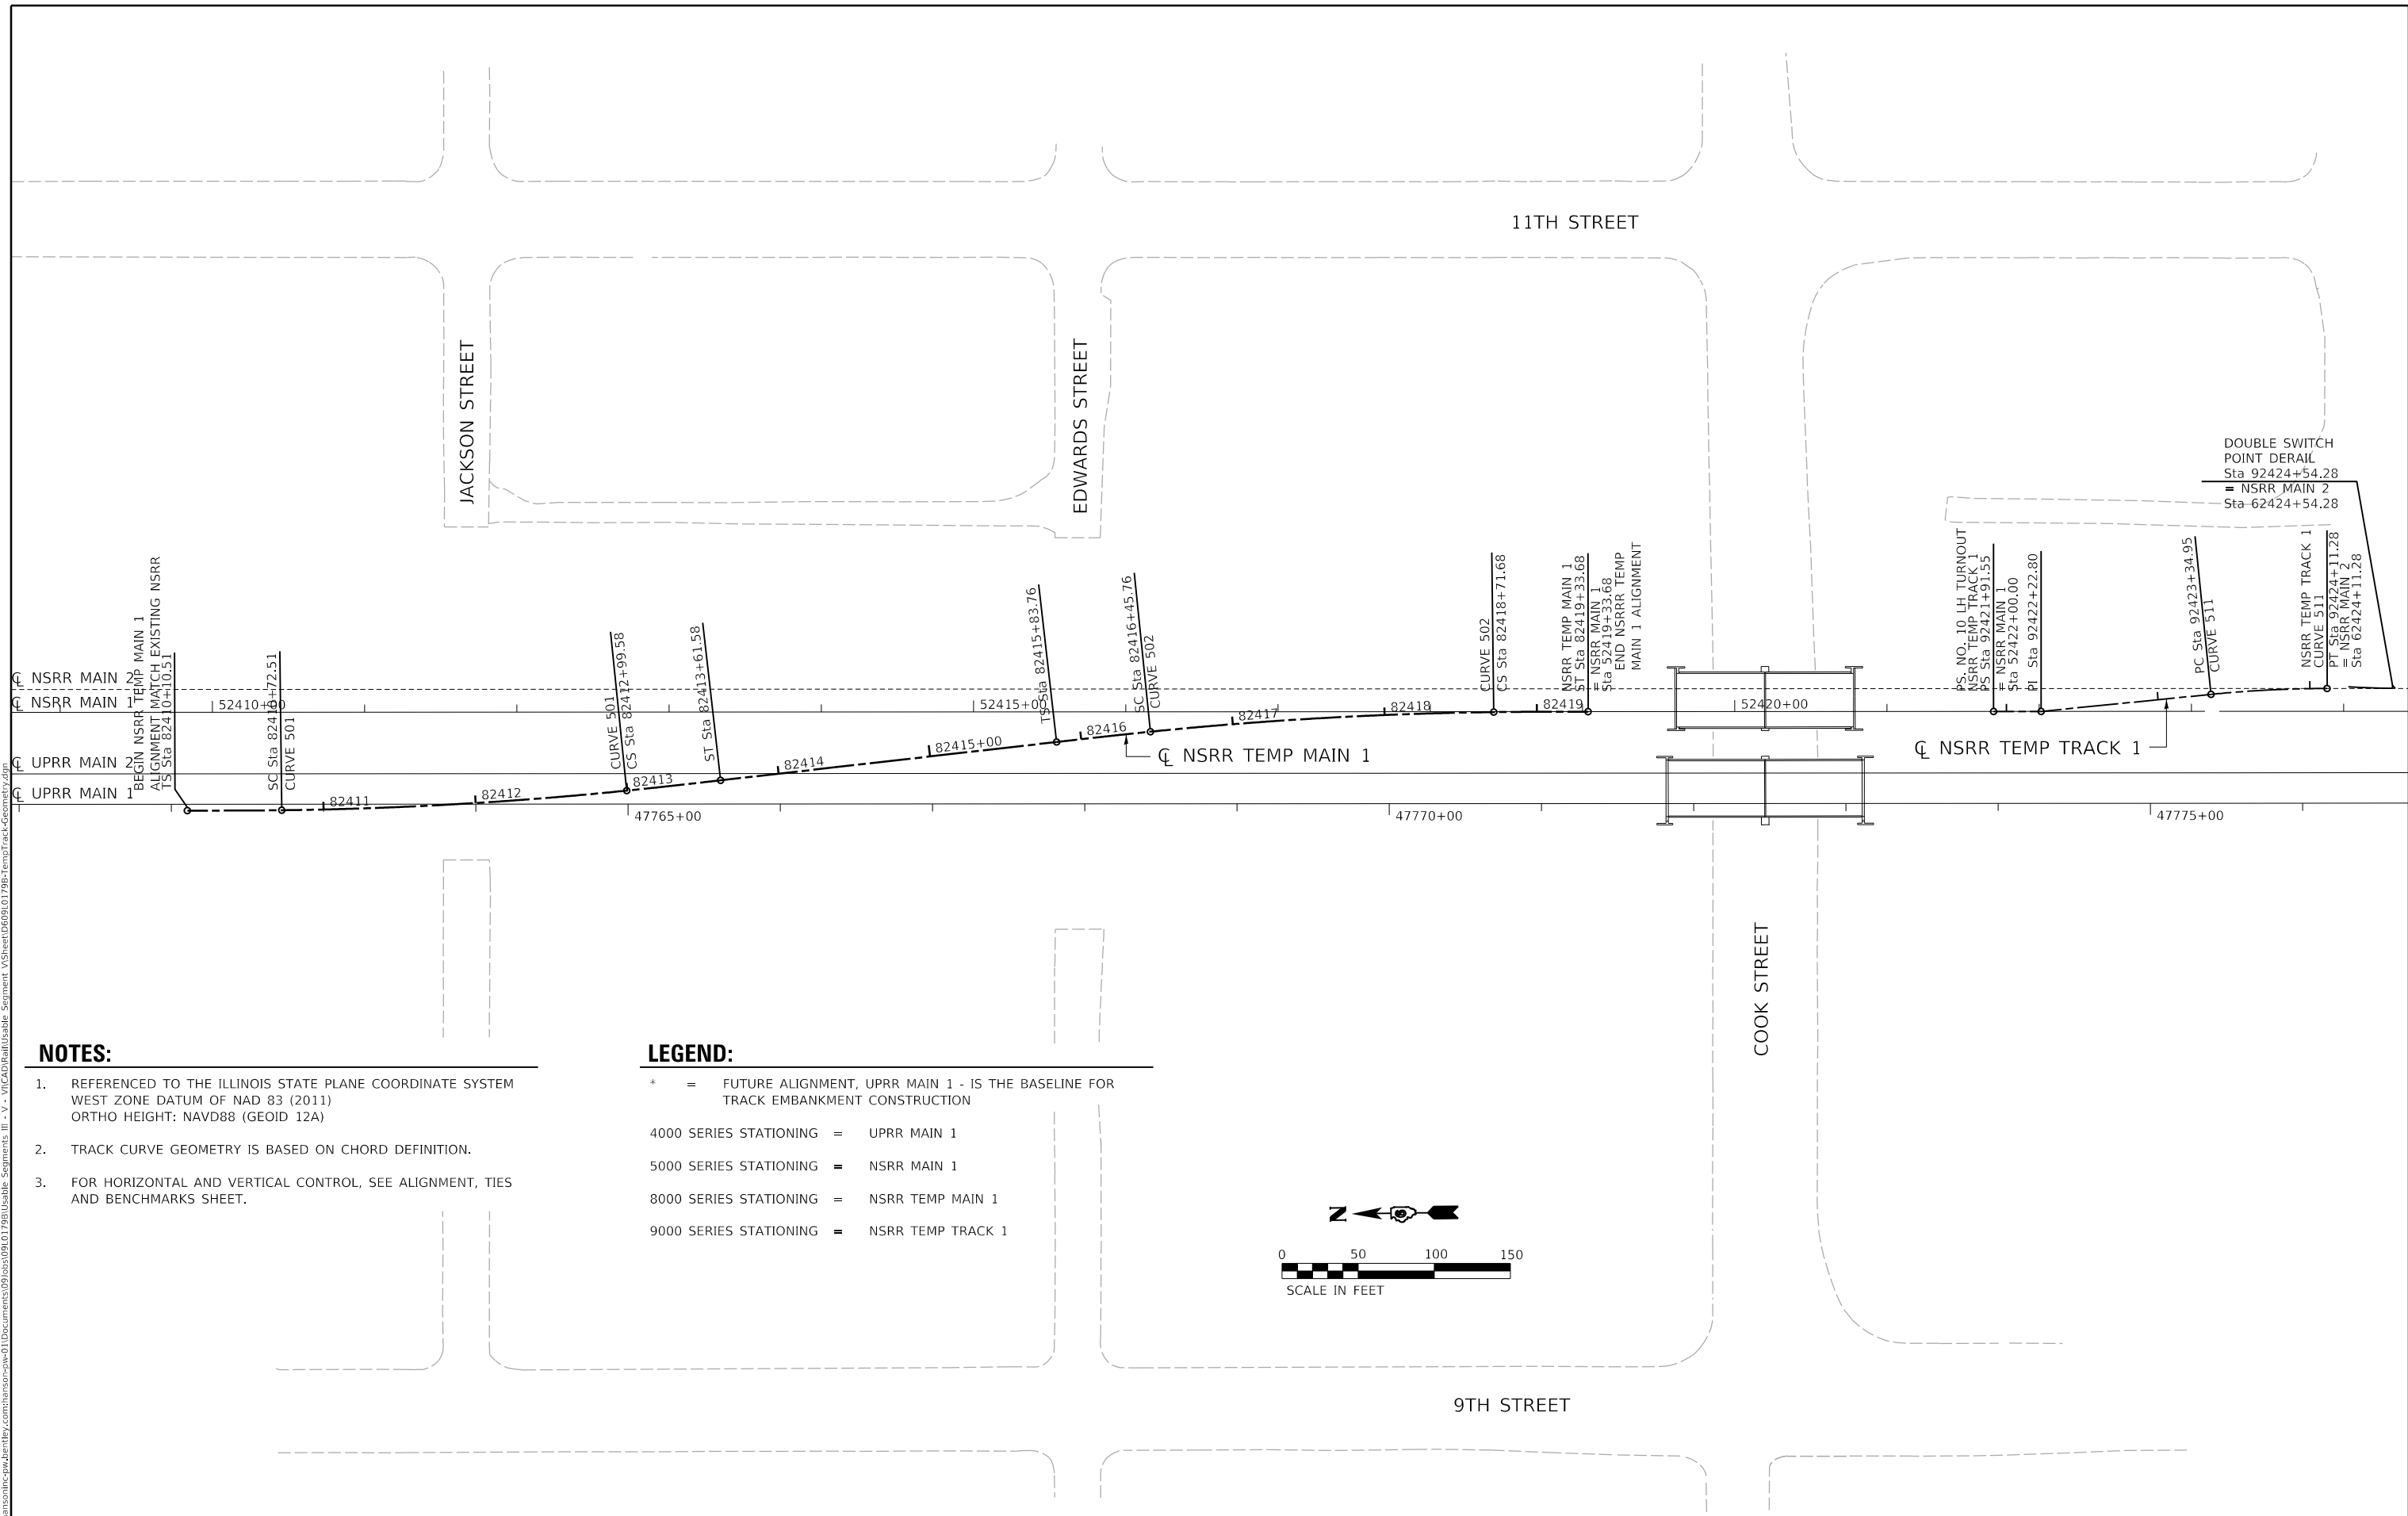 11TH STREET
JACKSON STREET
EDWARDS STREET
DOUBLE SWITCH
POINT DERAIL
Sta 92424+54.28
= NSRR MAIN 2
Sta 62424+54.28
BEGIN NSRR TEMP MAIN 1
ALIGNMENT MATCH EXISTING NSRR
TS Sta 82410+10.51
SC Sta 82410+72.51
CURVE 501
CURVE 501
CS Sta 82412+99.58
ST Sta 82413+61.58
TS Sta 82415+83.76
SC Sta 82416+45.76
CURVE 502
CURVE 502
CS Sta 82418+71.68
NSRR TEMP MAIN 1
ST Sta 82419+33.68
= NSRR MAIN 1
Sta 52419+33.68
END NSRR TEMP
MAIN 1 ALIGNMENT
PS. NO. 10 LH TURNOUT
NSRR TEMP TRACK 1
PS Sta 92421+91.55
= NSRR MAIN 1
Sta 52422+00.00
PI Sta 92422+22.80
PC Sta 92423+34.95
CURVE 511
NSRR TEMP TRACK 1
CURVE 511
PT Sta 92424+11.28
= NSRR MAIN 2
Sta 62424+11.28
℄ NSRR MAIN 2
℄ NSRR MAIN 1
52410+00
52415+00
52420+00
82411
82412
82413
82414
82415+00
82416
82417
82418
82419
℄ NSRR TEMP MAIN 1
℄ NSRR TEMP TRACK 1
℄ UPRR MAIN 2
℄ UPRR MAIN 1
47765+00
47770+00
47775+00
COOK STREET
NOTES:
1. REFERENCED TO THE ILLINOIS STATE PLANE COORDINATE SYSTEM
WEST ZONE DATUM OF NAD 83 (2011)
ORTHO HEIGHT: NAVD88 (GEOID 12A)
2. TRACK CURVE GEOMETRY IS BASED ON CHORD DEFINITION.
3. FOR HORIZONTAL AND VERTICAL CONTROL, SEE ALIGNMENT, TIES
AND BENCHMARKS SHEET.
LEGEND:
* = FUTURE ALIGNMENT, UPRR MAIN 1 - IS THE BASELINE FOR
TRACK EMBANKMENT CONSTRUCTION
4000 SERIES STATIONING = UPRR MAIN 1
5000 SERIES STATIONING = NSRR MAIN 1
8000 SERIES STATIONING = NSRR TEMP MAIN 1
9000 SERIES STATIONING = NSRR TEMP TRACK 1
N
0 50 100 150
SCALE IN FEET
9TH STREET